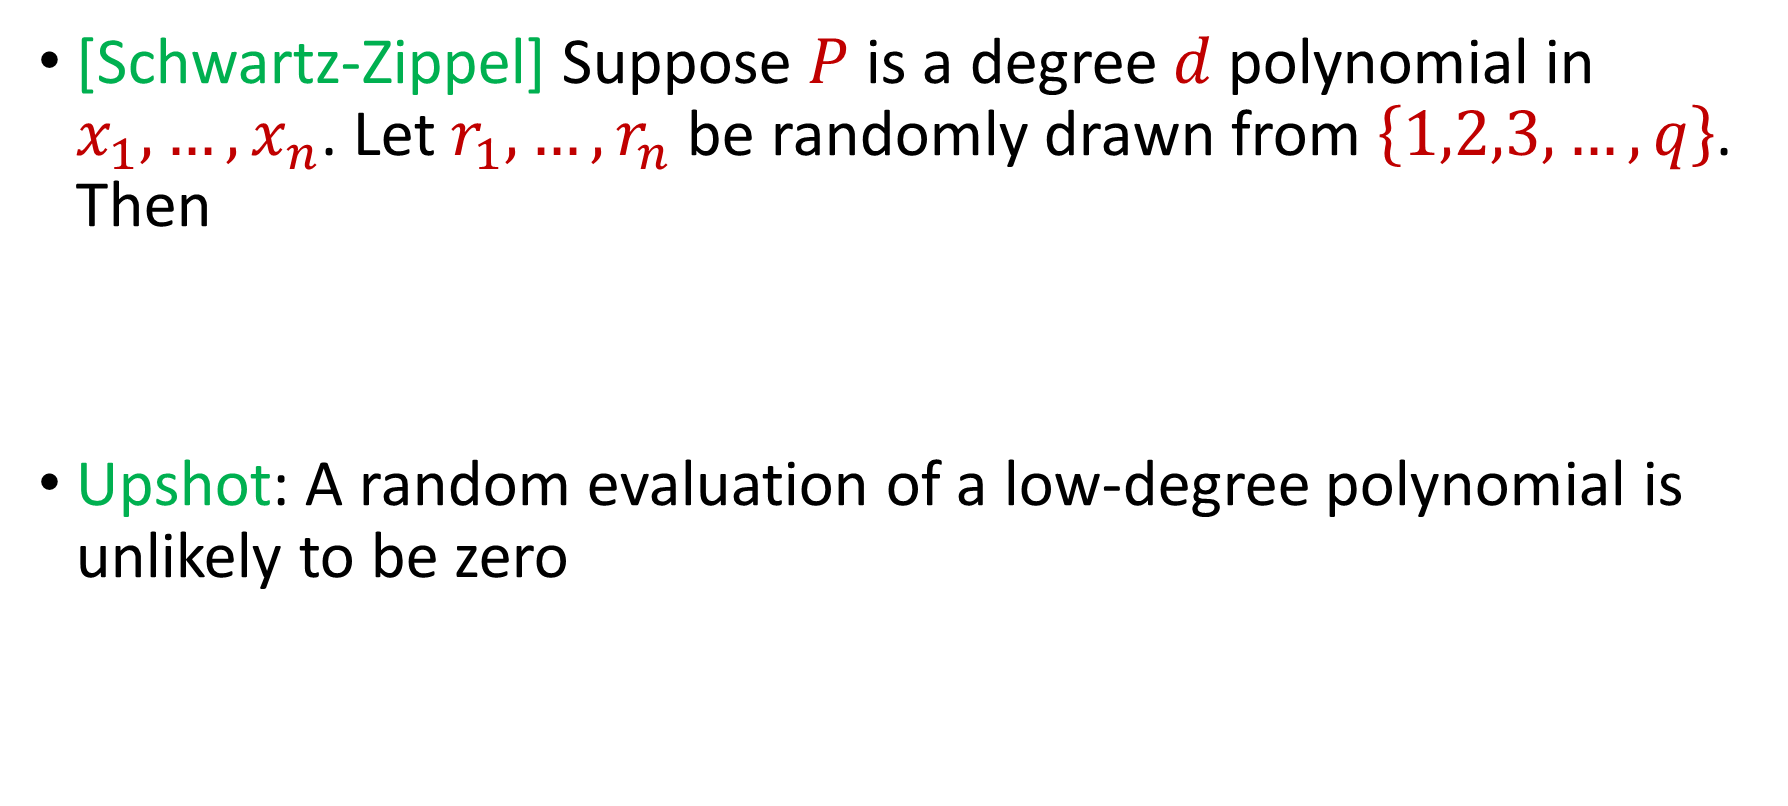 • [Schwartz-Zippel] Suppose P is a degree d polynomial in
x₁, … , xₙ. Let r₁, … , rₙ be randomly drawn from {1,2,3, … , q}.
Then
• Upshot: A random evaluation of a low-degree polynomial is
unlikely to be zero